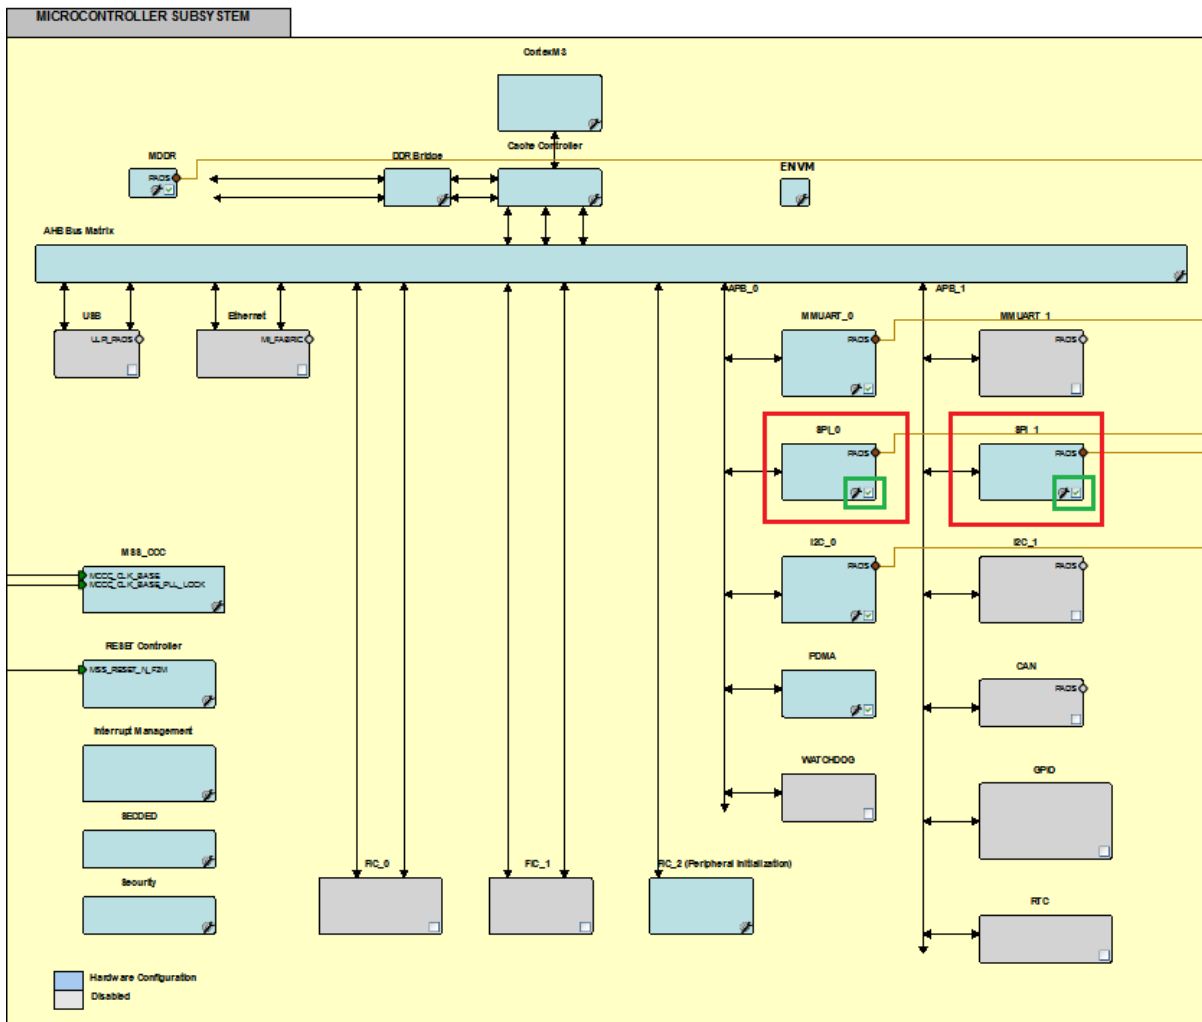 MICROCONTROLLER SUBSYSTEM
CortexM3
Cache Controller
MDDR
PADS
DDR Bridge
ENVM
AHB Bus Matrix
APB_0
APB_1
USB
ULPI_PADS
Ethernet
MI_FABRIC
MMUART_0
PADS
MMUART_1
PADS
SPI_0
PADS
SPI_1
PADS
MSS_CCC
MCCC_CLK_BASE
MCCC_CLK_BASE_PLL_LOCK
I2C_0
PADS
I2C_1
PADS
RESET Controller
MSS_RESET_N_F2M
PDMA
CAN
PADS
Interrupt Management
WATCHDOG
GPIO
SECDED
FIC_0
FIC_1
FIC_2 (Peripheral Initialization)
Security
RTC
Hardware Configuration
Disabled